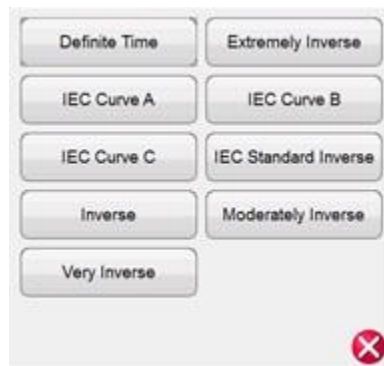 Definite Time
Extremely Inverse
IEC Curve A
IEC Curve B
IEC Curve C
IEC Standard Inverse
Inverse
Moderately Inverse
Very Inverse